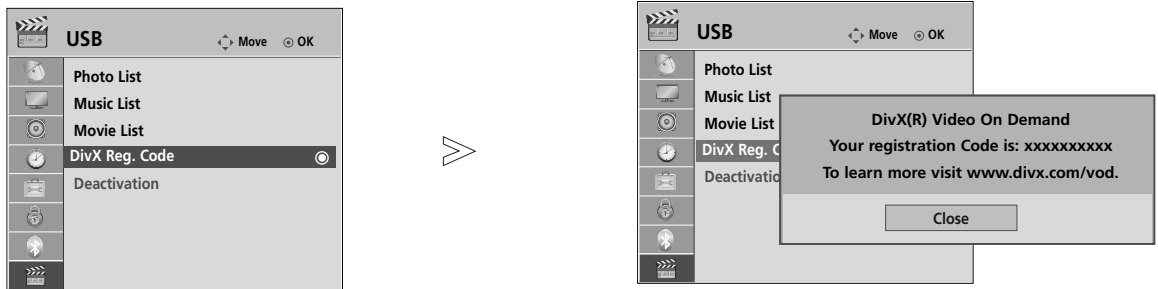 USB
Move
OK
Photo List
Music List
Movie List
DivX Reg. Code
Deactivation
USB
Move
OK
Photo List
Music List
Movie List
DivX Reg. C
Deactivatio
DivX(R) Video On Demand
Your registration Code is: xxxxxxxxxx
To learn more visit www.divx.com/vod.
Close